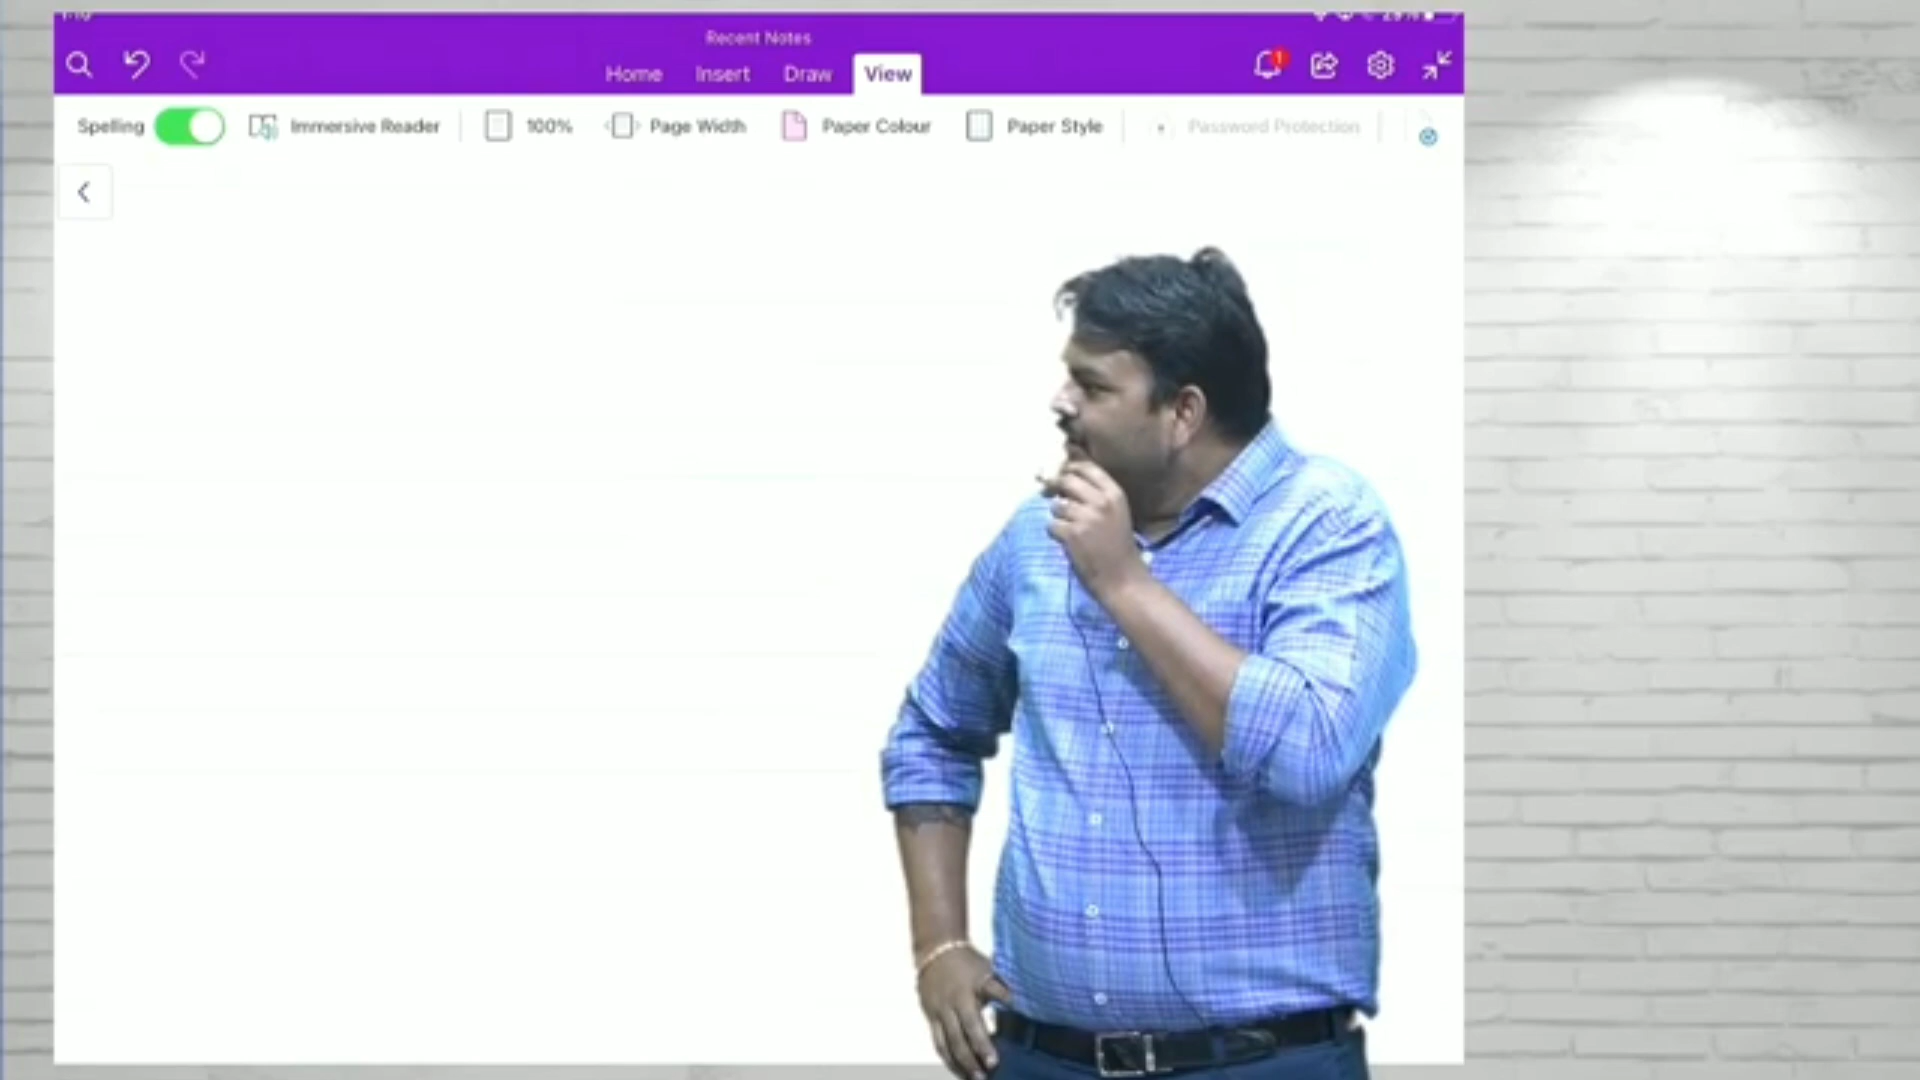 Recent Notes
Home Insert Draw View
Spelling Immersive Reader 100% Page Width Paper Colour Paper Style Password Protection